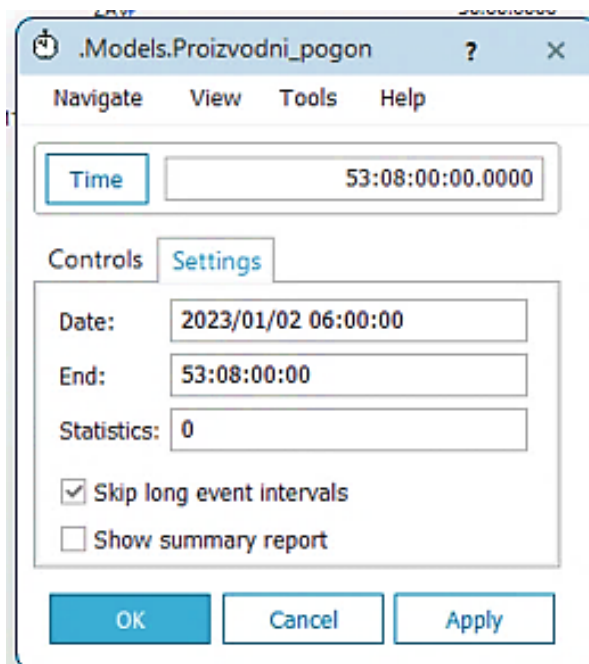 .Models.Proizvodni_pogon ? ×
Navigate View Tools Help
Time 53:08:00:00.0000
Controls Settings
Date: 2023/01/02 06:00:00
End: 53:08:00:00
Statistics: 0
Skip long event intervals
Show summary report
OK Cancel Apply